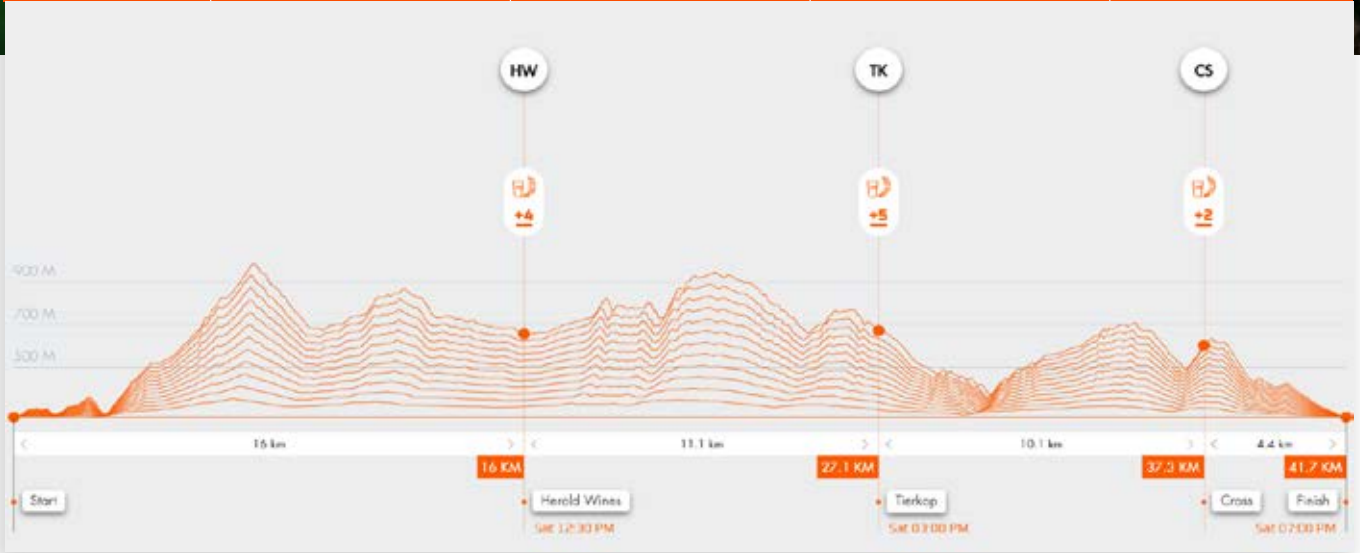 HW
TK
CS
+4
+5
+2
900 M
700 M
500 M
16 km
11.1 km
10.1 km
4.4 km
16 KM
27.1 KM
37.3 KM
41.7 KM
Start
Herold Wines
Tierkop
Cross
Finish
Sat 12:30 PM
Sat 03:00 PM
Sat 07:00 PM